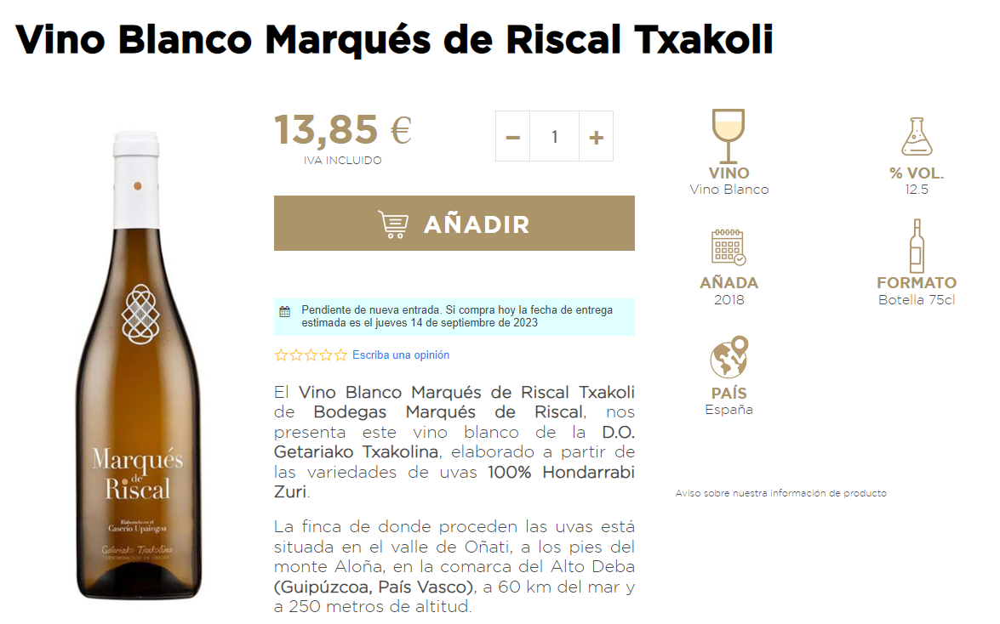 Vino Blanco Marqués de Riscal Txakoli
13,85 €
IVA INCLUIDO
− 1 +
AÑADIR
Pendiente de nueva entrada. Si compra hoy la fecha de entrega
estimada es el jueves 14 de septiembre de 2023
Escriba una opinión
El Vino Blanco Marqués de Riscal Txakoli
de Bodegas Marqués de Riscal, nos
presenta este vino blanco de la D.O.
Getariako Txakolina, elaborado a partir de
las variedades de uvas 100% Hondarrabi
Zuri.
La finca de donde proceden las uvas está
situada en el valle de Oñati, a los pies del
monte Aloña, en la comarca del Alto Deba
(Guipúzcoa, País Vasco), a 60 km del mar y
a 250 metros de altitud.
VINO
Vino Blanco
% VOL.
12.5
AÑADA
2018
FORMATO
Botella 75cl
PAÍS
España
Aviso sobre nuestra información de producto
Marqués
de
Riscal
Elaborado en el
Caserío Upaingoa
Getariako Txakolina
DENOMINACIÓN DE ORIGEN